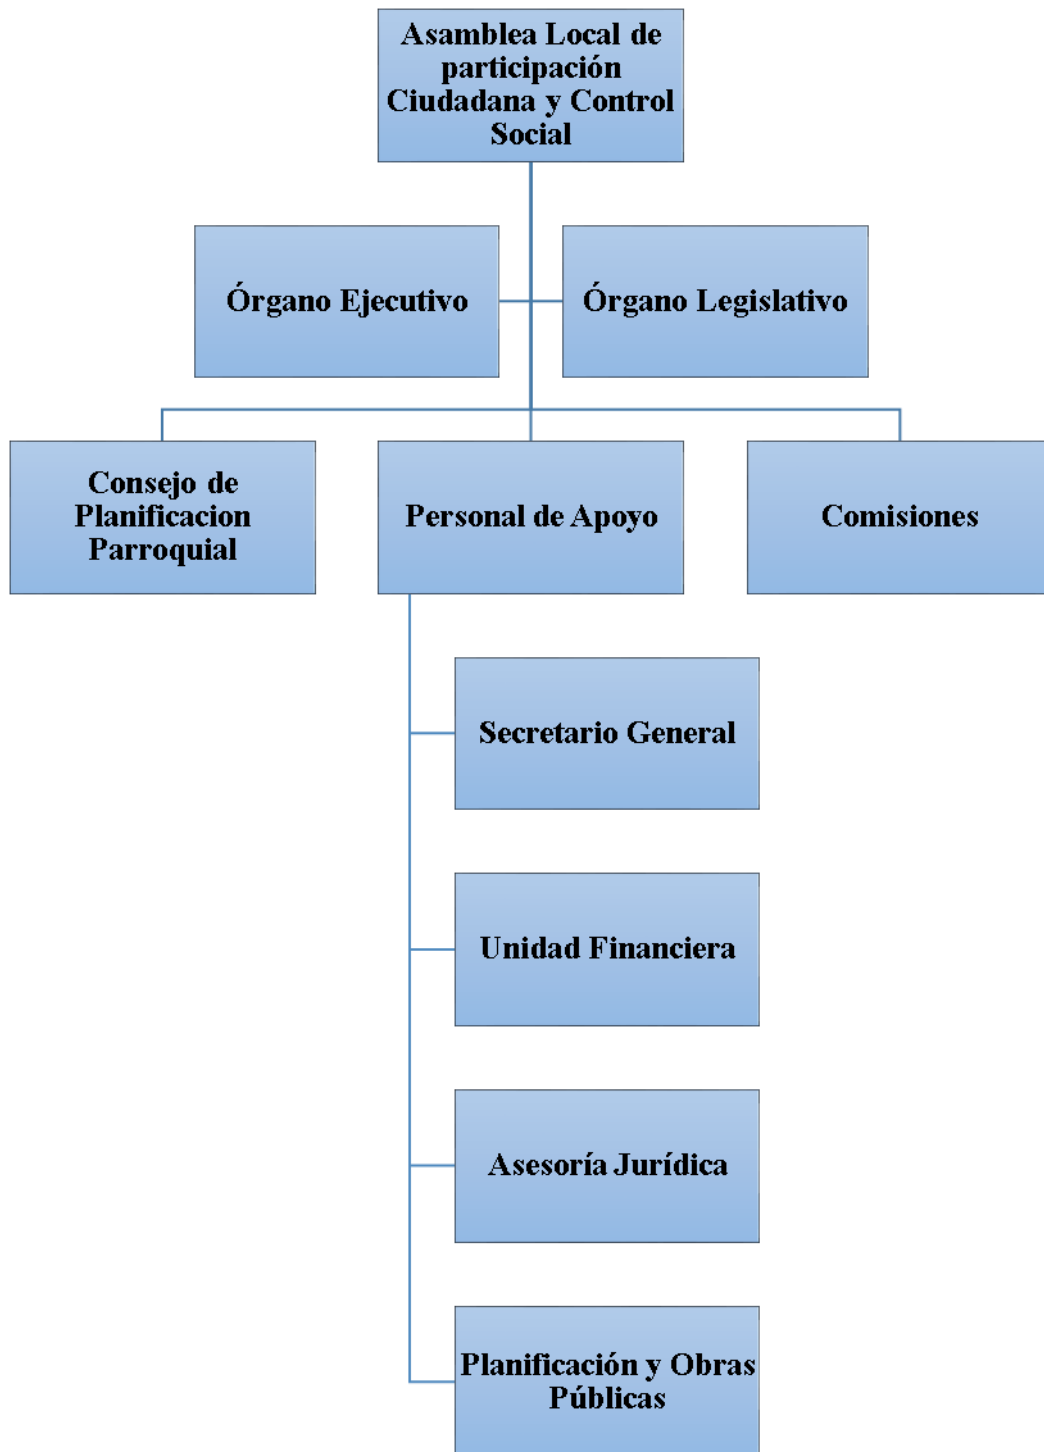 Asamblea Local de
participación
Ciudadana y Control
Social
Órgano Ejecutivo
Órgano Legislativo
Consejo de
Planificacion
Parroquial
Personal de Apoyo
Comisiones
Secretario General
Unidad Financiera
Asesoría Jurídica
Planificación y Obras
Públicas